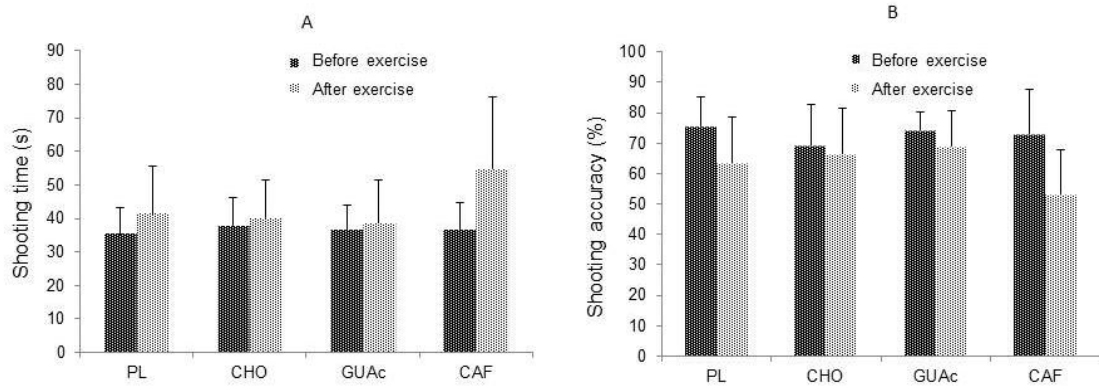 A
Shooting time (s)
90
80
70
60
50
40
30
20
10
0
Before exercise
After exercise
PL CHO GUAc CAF
B
Shooting accuracy (%)
100
90
80
70
60
50
40
30
20
10
0
Before exercise
After exercise
PL CHO GUAc CAF